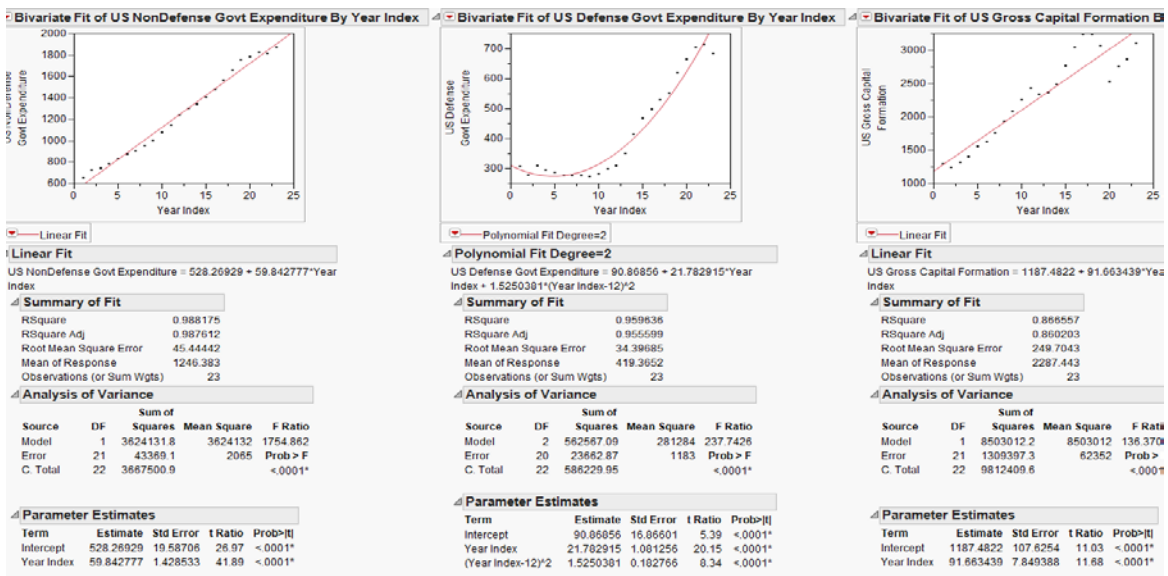 Bivariate Fit of US NonDefense Govt Expenditure By Year Index
2000
1800
1600
1400
1200
1000
800
600
0 5 10 15 20 25
Year Index
US NonDefense
Govt Expenditure
Linear Fit
Linear Fit
US NonDefense Govt Expenditure = 528.26929 + 59.842777*Year
Index
Summary of Fit
RSquare 0.988175
RSquare Adj 0.987612
Root Mean Square Error 45.44442
Mean of Response 1246.383
Observations (or Sum Wgts) 23
Analysis of Variance
Sum of
Source DF Squares Mean Square F Ratio
Model 1 3624131.8 3624132 1754.862
Error 21 43369.1 2065 Prob > F
C. Total 22 3667500.9 <.0001*
Parameter Estimates
Term Estimate Std Error t Ratio Prob>|t|
Intercept 528.26929 19.58706 26.97 <.0001*
Year Index 59.842777 1.428533 41.89 <.0001*
Bivariate Fit of US Defense Govt Expenditure By Year Index
700
600
500
400
300
0 5 10 15 20 25
Year Index
US Defense
Govt Expenditure
Polynomial Fit Degree=2
Polynomial Fit Degree=2
US Defense Govt Expenditure = 90.86856 + 21.782915*Year
Index + 1.5250381*(Year Index-12)^2
Summary of Fit
RSquare 0.959636
RSquare Adj 0.955599
Root Mean Square Error 34.39685
Mean of Response 419.3652
Observations (or Sum Wgts) 23
Analysis of Variance
Sum of
Source DF Squares Mean Square F Ratio
Model 2 562567.09 281284 237.7426
Error 20 23662.87 1183 Prob > F
C. Total 22 586229.95 <.0001*
Parameter Estimates
Term Estimate Std Error t Ratio Prob>|t|
Intercept 90.86856 16.86601 5.39 <.0001*
Year Index 21.782915 1.081256 20.15 <.0001*
(Year Index-12)^2 1.5250381 0.182766 8.34 <.0001*
Bivariate Fit of US Gross Capital Formation B
3000
2500
2000
1500
1000
0 5 10 15 20 25
Year Index
US Gross Capital
Formation
Linear Fit
Linear Fit
US Gross Capital Formation = 1187.4822 + 91.663439*Yea
Index
Summary of Fit
RSquare 0.866557
RSquare Adj 0.860203
Root Mean Square Error 249.7043
Mean of Response 2287.443
Observations (or Sum Wgts) 23
Analysis of Variance
Sum of
Source DF Squares Mean Square F Rati
Model 1 8503012.2 8503012 136.370
Error 21 1309397.3 62352 Prob >
C. Total 22 9812409.6 <.0001
Parameter Estimates
Term Estimate Std Error t Ratio Prob>|t|
Intercept 1187.4822 107.6254 11.03 <.0001*
Year Index 91.663439 7.849388 11.68 <.0001*